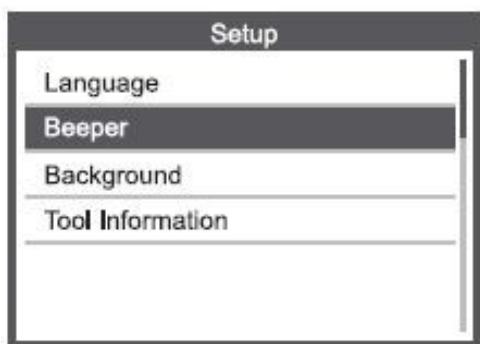 Setup
Language
Beeper
Background
Tool Information